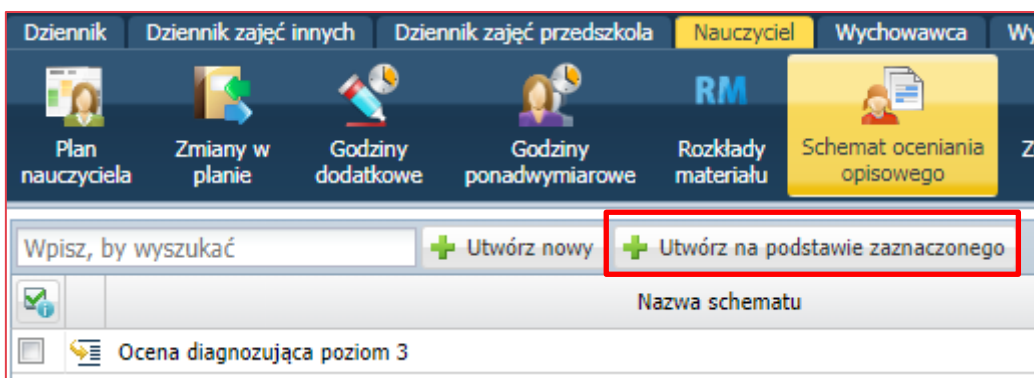 Dziennik Dziennik zajęć innych Dziennik zajęć przedszkola Nauczyciel Wychowawca
Plan nauczyciela
Zmiany w planie
Godziny dodatkowe
Godziny ponadwymiarowe
RM
Rozkłady materiału
Schemat oceniania opisowego
Wpisz, by wyszukać Utwórz nowy Utwórz na podstawie zaznaczonego
Nazwa schematu
Ocena diagnozująca poziom 3